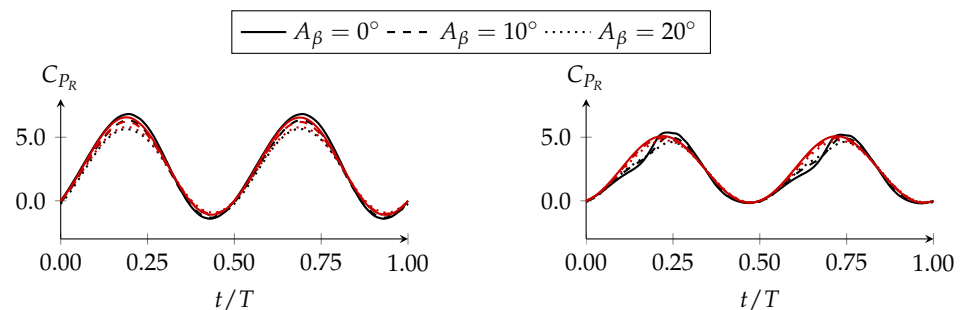 A_β = 0° A_β = 10° A_β = 20°
C_{P_R}
5.0
0.0
0.00 0.25 0.50 0.75 1.00
t/T
C_{P_R}
5.0
0.0
0.00 0.25 0.50 0.75 1.00
t/T